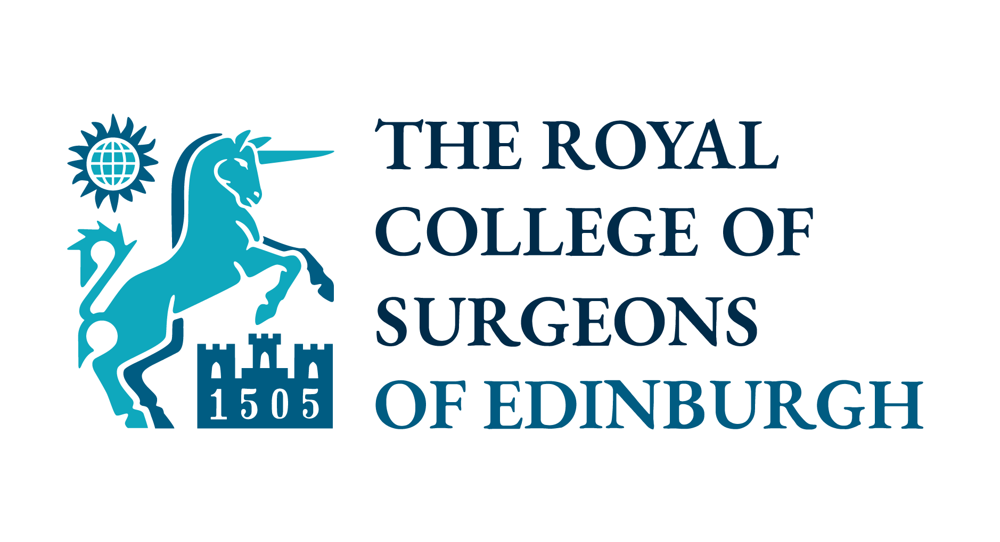 THE ROYAL
COLLEGE OF
SURGEONS
OF EDINBURGH
1505